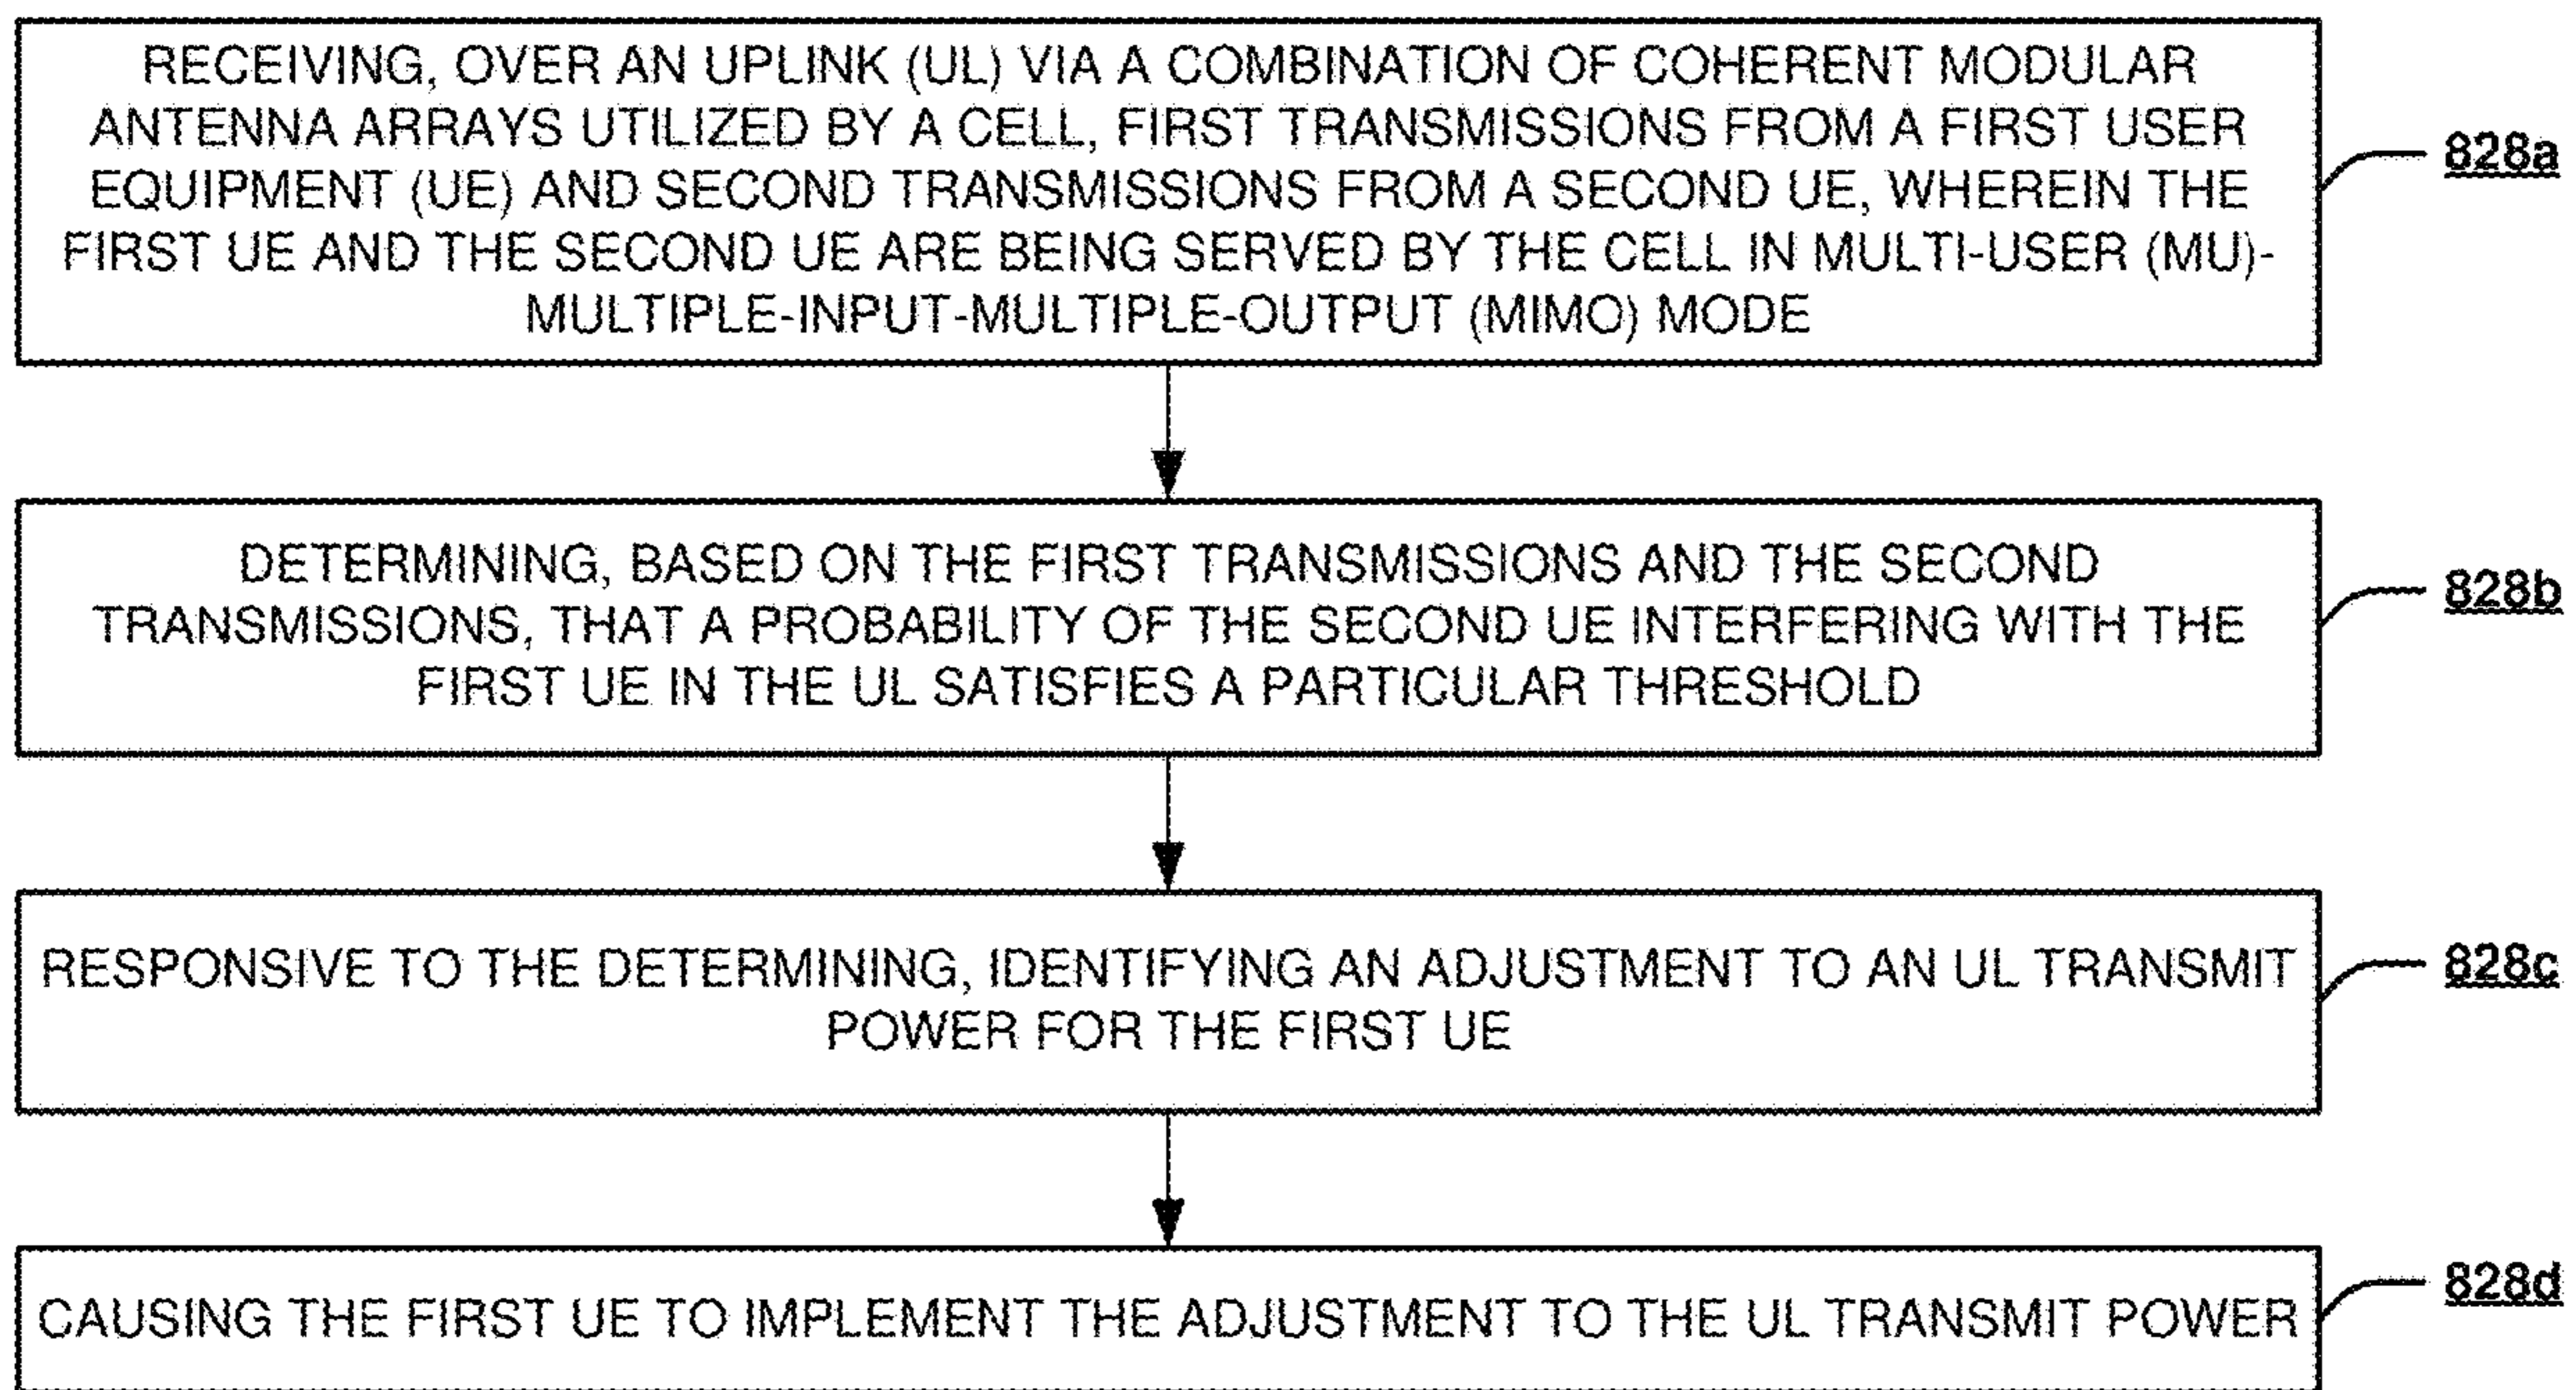 RECEIVING, OVER AN UPLINK (UL) VIA A COMBINATION OF COHERENT MODULAR
ANTENNA ARRAYS UTILIZED BY A CELL, FIRST TRANSMISSIONS FROM A FIRST USER
EQUIPMENT (UE) AND SECOND TRANSMISSIONS FROM A SECOND UE, WHEREIN THE
FIRST UE AND THE SECOND UE ARE BEING SERVED BY THE CELL IN MULTI-USER (MU)-
MULTIPLE-INPUT-MULTIPLE-OUTPUT (MIMO) MODE
828a
DETERMINING, BASED ON THE FIRST TRANSMISSIONS AND THE SECOND
TRANSMISSIONS, THAT A PROBABILITY OF THE SECOND UE INTERFERING WITH THE
FIRST UE IN THE UL SATISFIES A PARTICULAR THRESHOLD
828b
RESPONSIVE TO THE DETERMINING, IDENTIFYING AN ADJUSTMENT TO AN UL TRANSMIT
POWER FOR THE FIRST UE
828c
CAUSING THE FIRST UE TO IMPLEMENT THE ADJUSTMENT TO THE UL TRANSMIT POWER
828d